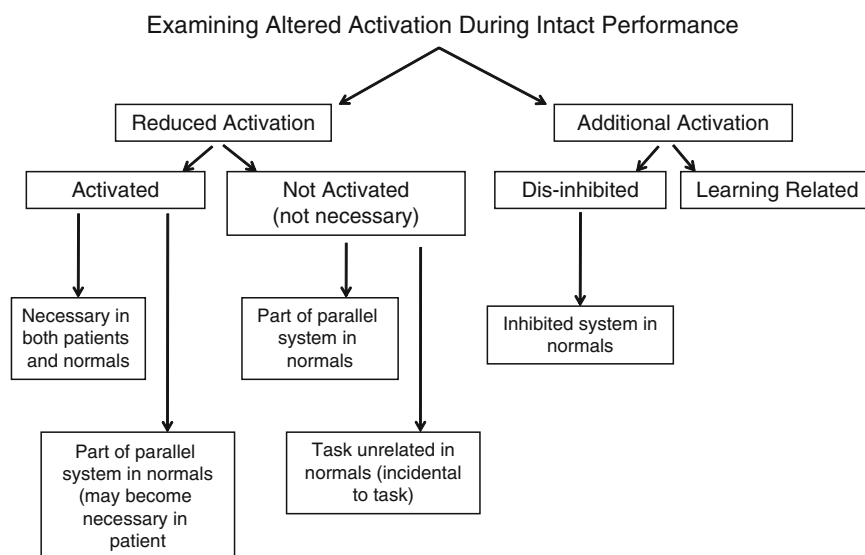 Examining Altered Activation During Intact Performance
Reduced Activation
Additional Activation
Activated
Not Activated
(not necessary)
Dis-inhibited
Learning Related
Necessary in
both patients
and normals
Part of parallel
system in
normals
Inhibited system in
normals
Part of parallel
system in normals
(may become
necessary in
patient
Task unrelated in
normals (incidental
to task)